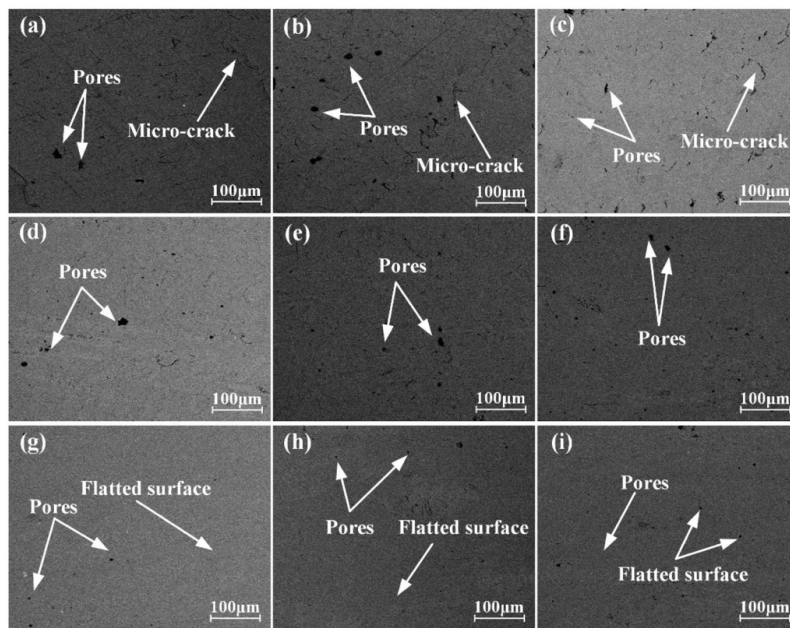 (a)
Pores
Micro-crack
100μm
(b)
Pores
Micro-crack
100μm
(c)
Pores
Micro-crack
100μm
(d)
Pores
100μm
(e)
Pores
100μm
(f)
Pores
100μm
(g)
Flatted surface
Pores
100μm
(h)
Pores
Flatted surface
100μm
(i)
Pores
Flatted surface
100μm